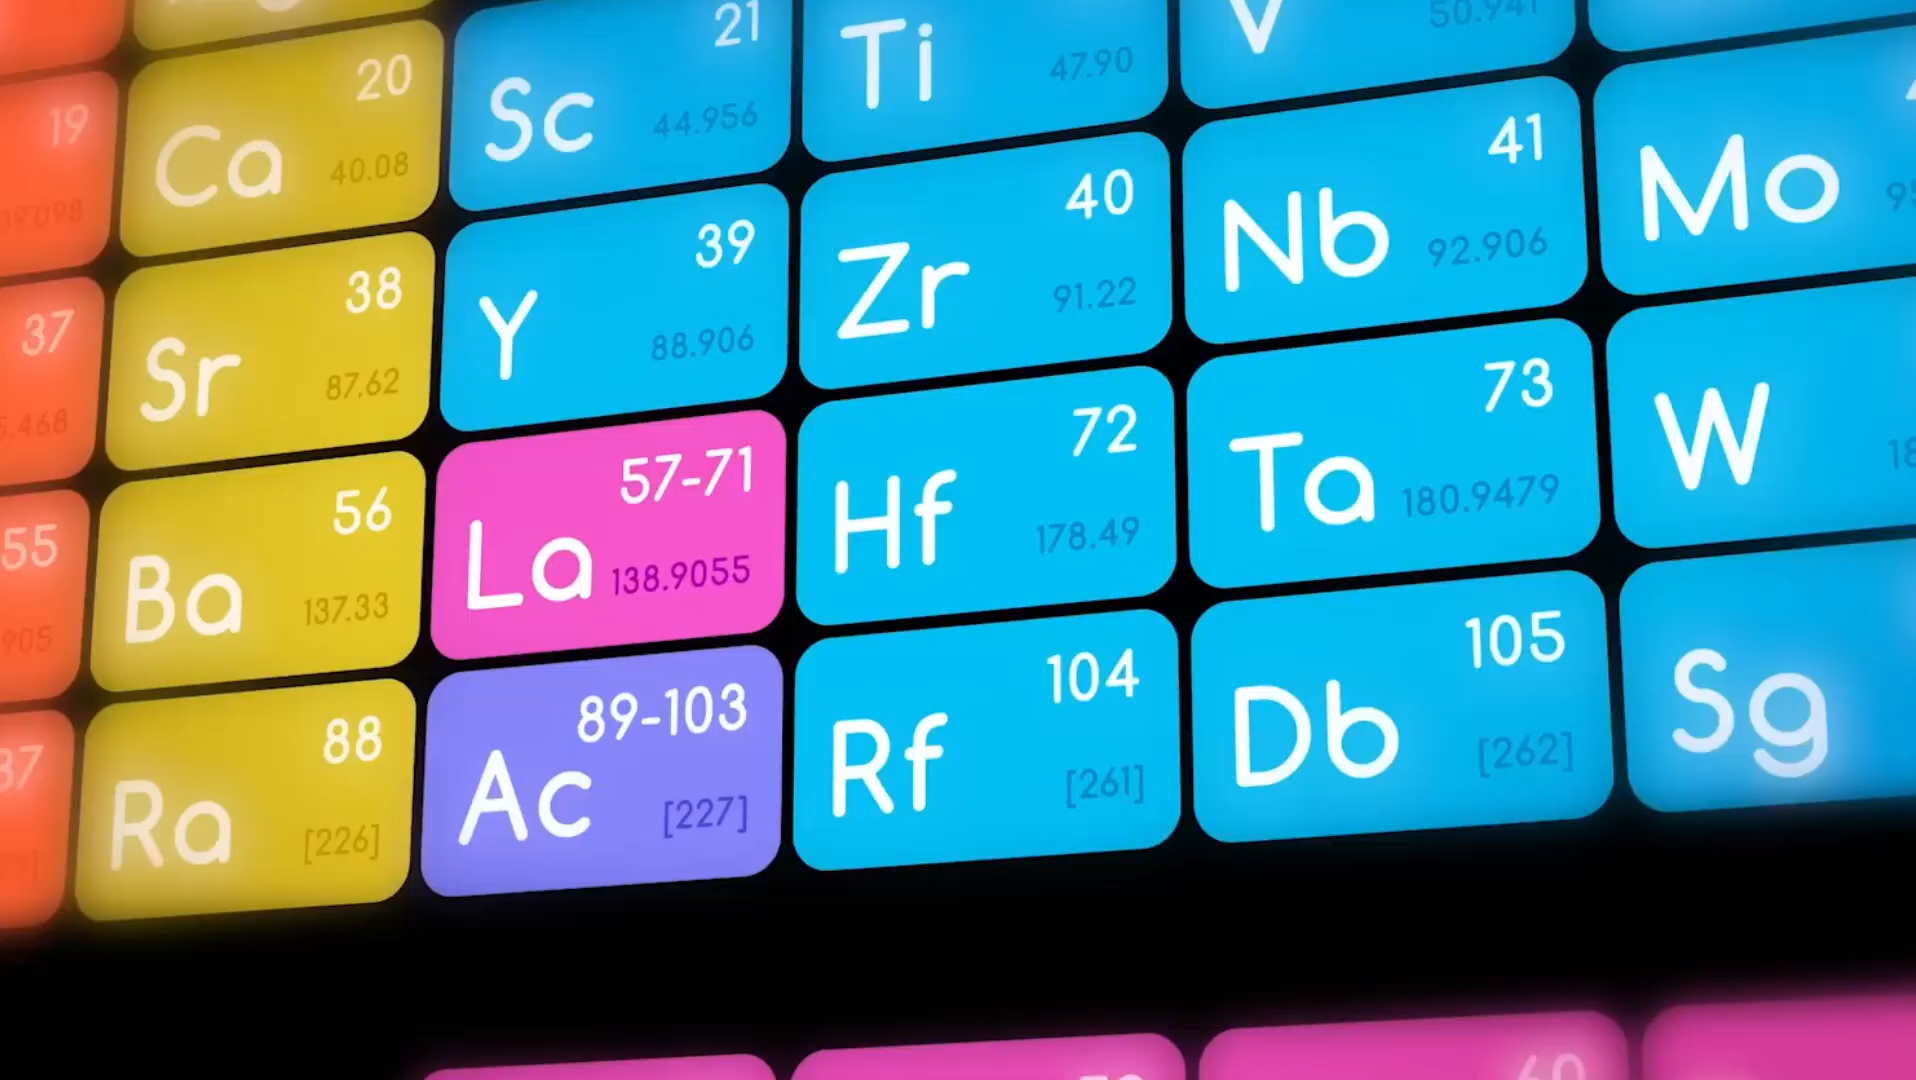 21
Sc
44.956
Ti
47.90
V
50.941
19
20
Ca
40.08
39
Y
88.906
40
Zr
91.22
41
Nb
92.906
Mo
37
38
Sr
87.62
57-71
La
138.9055
72
Hf
178.49
73
Ta
180.9479
W
55
56
Ba
137.33
89-103
Ac
[227]
104
Rf
[261]
105
Db
[262]
Sg
88
Ra
[226]
60